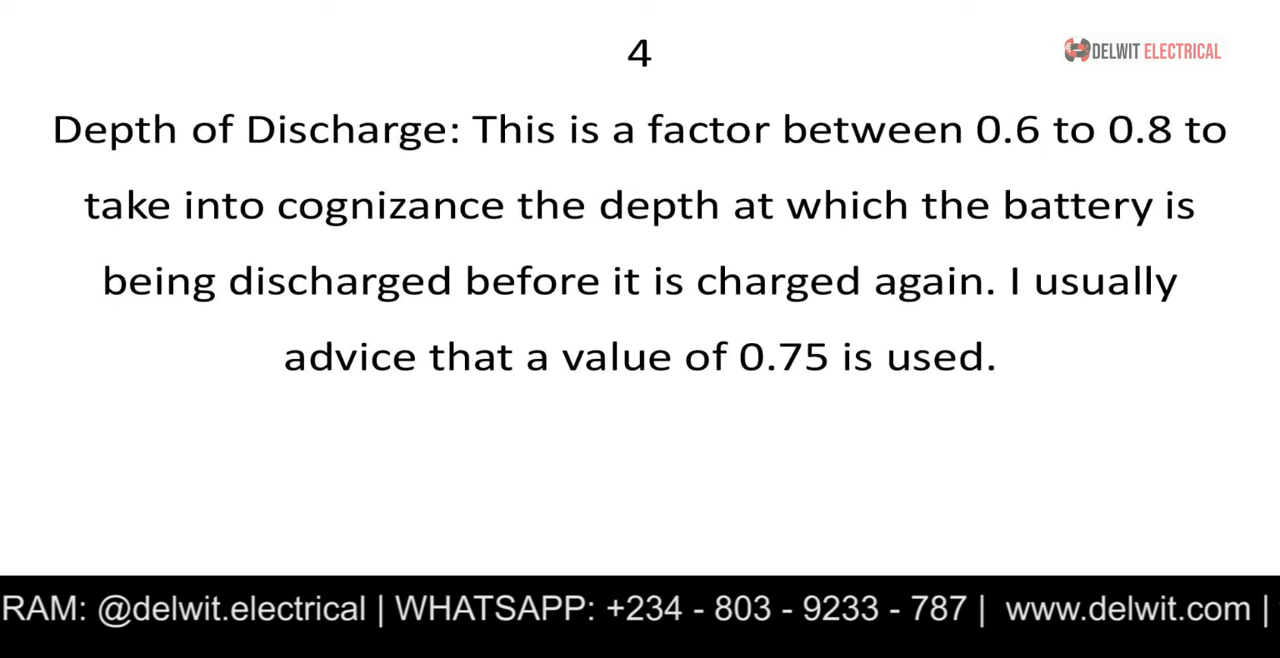 4
DELWIT ELECTRICAL
Depth of Discharge: This is a factor between 0.6 to 0.8 to
take into cognizance the depth at which the battery is
being discharged before it is charged again. I usually
advice that a value of 0.75 is used.
RAM: @delwit.electrical | WHATSAPP: +234 - 803 - 9233 - 787 | www.delwit.com |